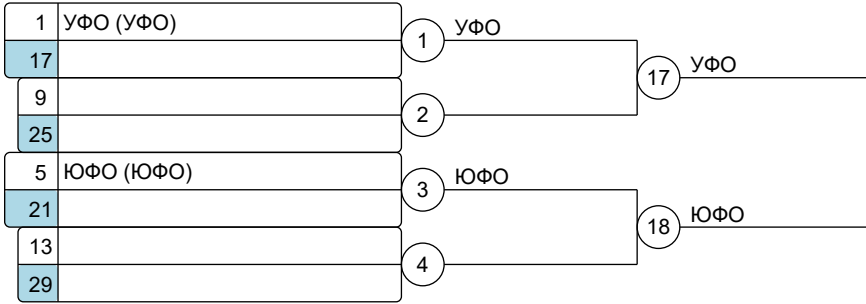 1 УФО (УФО)
17
1 УФО
9
25
2
17 УФО
5 ЮФО (ЮФО)
21
3 ЮФО
13
29
4
18 ЮФО